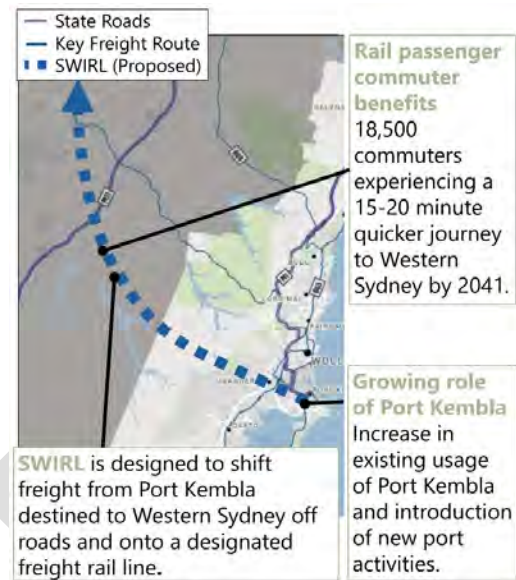 State Roads
Key Freight Route
SWIRL (Proposed)
Rail passenger
commuter
benefits
18,500
commuters
experiencing a
15-20 minute
quicker journey
to Western
Sydney by 2041.
Growing role
of Port Kembla
Increase in
existing usage
of Port Kembla
and introduction
of new port
activities.
SWIRL is designed to shift
freight from Port Kembla
destined to Western Sydney off
roads and onto a designated
freight rail line.